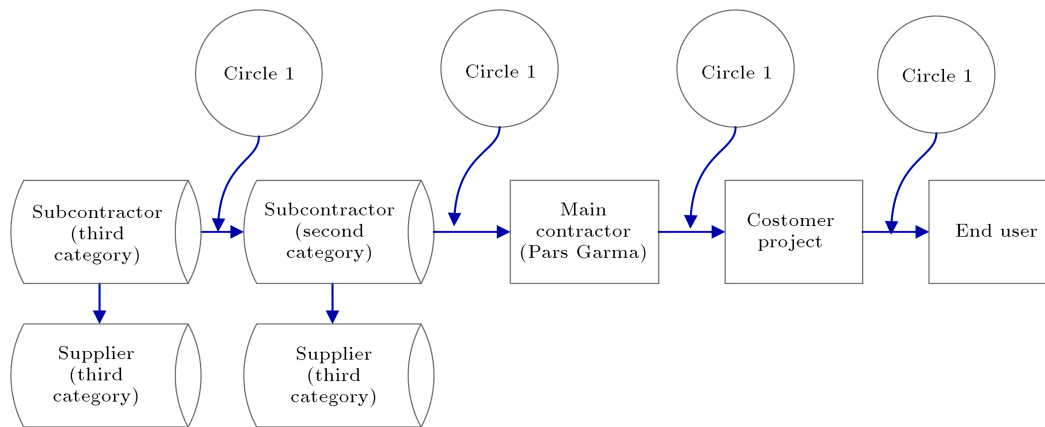 Circle 1
Circle 1
Circle 1
Circle 1
Subcontractor
(third
category)
Subcontractor
(second
category)
Main
contractor
(Pars Garma)
Costomer
project
End user
Supplier
(third
category)
Supplier
(third
category)